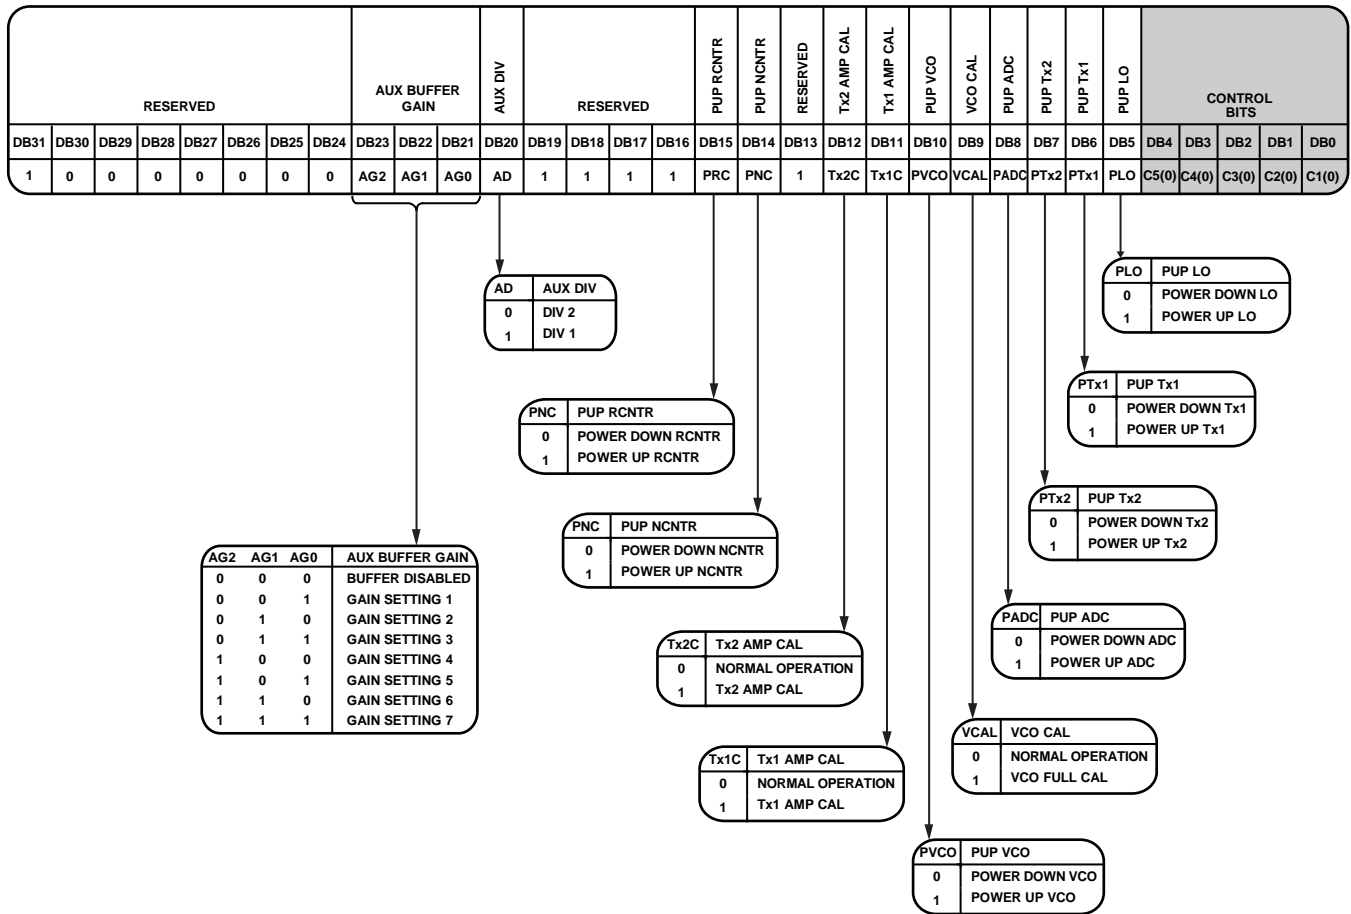 RESERVED
AUX BUFFER
GAIN
AUX DIV
RESERVED
PUP RCNTR
PUP NCNTR
RESERVED
Tx2 AMP CAL
Tx1 AMP CAL
PUP VCO
VCO CAL
PUP ADC
PUP Tx2
PUP Tx1
PUP LO
CONTROL
BITS
DB31 DB30 DB29 DB28 DB27 DB26 DB25 DB24 DB23 DB22 DB21 DB20 DB19 DB18 DB17 DB16 DB15 DB14 DB13 DB12 DB11 DB10 DB9 DB8 DB7 DB6 DB5 DB4 DB3 DB2 DB1 DB0
1 0 0 0 0 0 0 0 AG2 AG1 AG0 AD 1 1 1 1 PRC PNC 1 Tx2C Tx1C PVCO VCAL PADC PTx2 PTx1 PLO C5(0) C4(0) C3(0) C2(0) C1(0)
PLO PUP LO
0 POWER DOWN LO
1 POWER UP LO
AD AUX DIV
0 DIV 2
1 DIV 1
PTx1 PUP Tx1
0 POWER DOWN Tx1
1 POWER UP Tx1
PNC PUP RCNTR
0 POWER DOWN RCNTR
1 POWER UP RCNTR
PTx2 PUP Tx2
0 POWER DOWN Tx2
1 POWER UP Tx2
PNC PUP NCNTR
0 POWER DOWN NCNTR
1 POWER UP NCNTR
AG2 AG1 AG0 AUX BUFFER GAIN
0 0 0 BUFFER DISABLED
0 0 1 GAIN SETTING 1
0 1 0 GAIN SETTING 2
0 1 1 GAIN SETTING 3
1 0 0 GAIN SETTING 4
1 0 1 GAIN SETTING 5
1 1 0 GAIN SETTING 6
1 1 1 GAIN SETTING 7
PADC PUP ADC
0 POWER DOWN ADC
1 POWER UP ADC
Tx2C Tx2 AMP CAL
0 NORMAL OPERATION
1 Tx2 AMP CAL
VCAL VCO CAL
0 NORMAL OPERATION
1 VCO FULL CAL
Tx1C Tx1 AMP CAL
0 NORMAL OPERATION
1 Tx1 AMP CAL
PVCO PUP VCO
0 POWER DOWN VCO
1 POWER UP VCO